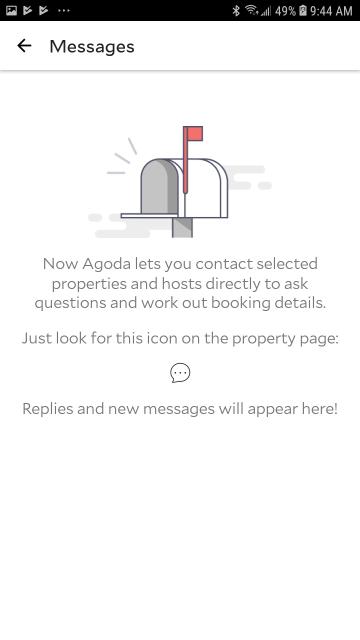 49% 9:44 AM
Messages
Now Agoda lets you contact selected
properties and hosts directly to ask
questions and work out booking details.
Just look for this icon on the property page:
Replies and new messages will appear here!